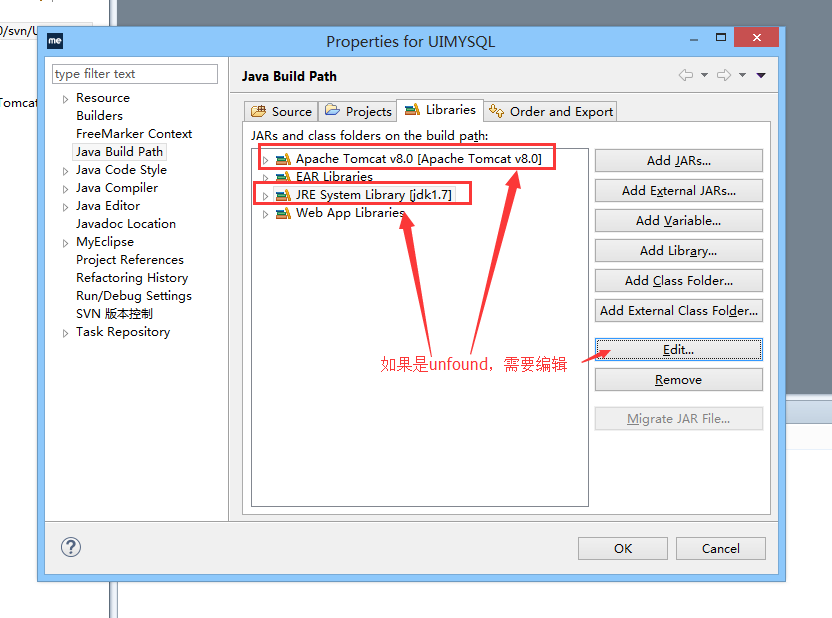 0/svn/U
Tomcat
me
Properties for UIMYSQL
type filter text
Resource
Builders
FreeMarker Context
Java Build Path
Java Code Style
Java Compiler
Java Editor
Javadoc Location
MyEclipse
Project References
Refactoring History
Run/Debug Settings
SVN 版本控制
Task Repository
Java Build Path
Source
Projects
Libraries
Order and Export
JARs and class folders on the build path:
Apache Tomcat v8.0 [Apache Tomcat v8.0]
EAR Libraries
JRE System Library [jdk1.7]
Web App Libraries
如果是unfound，需要编辑
Add JARs...
Add External JARs...
Add Variable...
Add Library...
Add Class Folder...
Add External Class Folder...
Edit...
Remove
Migrate JAR File...
?
OK
Cancel